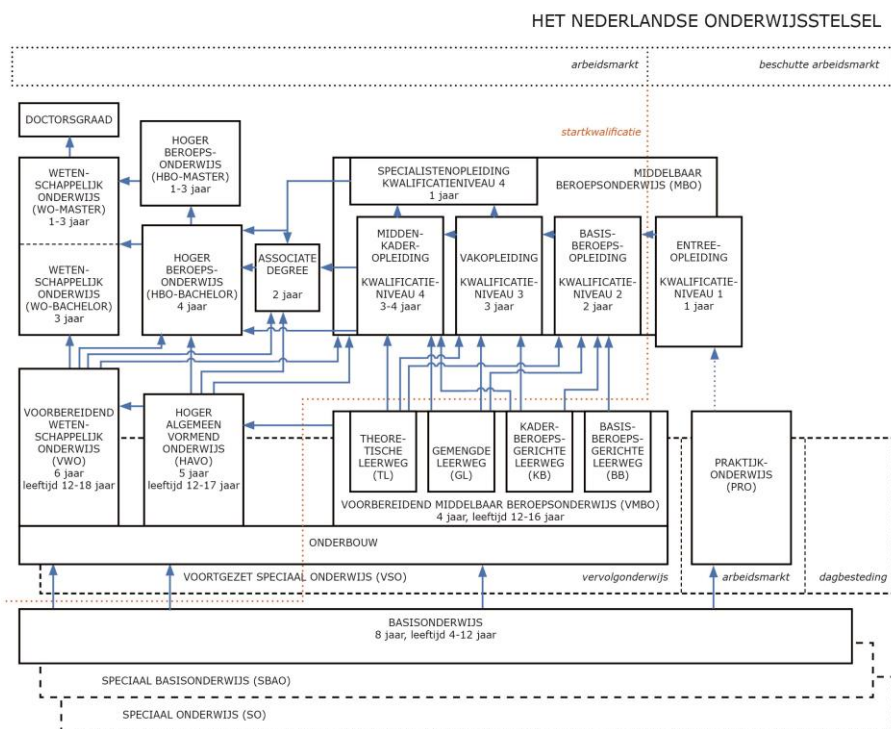 HET NEDERLANDSE ONDERWIJSSTELSEL
arbeidsmarkt
beschutte arbeidsmarkt
startkwalificatie
DOCTORSGRAAD
WETEN-
SCHAPPELIJK
ONDERWIJS
(WO-MASTER)
1-3 jaar
HOGER
BEROEPS-
ONDERWIJS
(HBO-MASTER)
1-3 jaar
SPECIALISTENOPLEIDING
KWALIFICATIENIVEAU 4
1 jaar
MIDDELBAAR
BEROEPSONDERWIJS (MBO)
WETEN-
SCHAPPELIJK
ONDERWIJS
(WO-BACHELOR)
3 jaar
HOGER
BEROEPS-
ONDERWIJS
(HBO-BACHELOR)
4 jaar
ASSOCIATE
DEGREE
2 jaar
MIDDEN-
KADER-
OPLEIDING
KWALIFICATIE-
NIVEAU 4
3-4 jaar
VAKOPLEIDING
KWALIFICATIE-
NIVEAU 3
3 jaar
BASIS-
BEROEPS-
OPLEIDING
KWALIFICATIE-
NIVEAU 2
2 jaar
ENTREE-
OPLEIDING
KWALIFICATIE-
NIVEAU 1
1 jaar
VOORBEREIDEND
WETEN-
SCHAPPELIJK
ONDERWIJS
(VWO)
6 jaar
leeftijd 12-18 jaar
HOGER
ALGEMEEN
VORMEND
ONDERWIJS
(HAVO)
5 jaar
leeftijd 12-17 jaar
THEORE-
TISCHE
LEERWEG
(TL)
GEMENGDE
LEERWEG
(GL)
KADER-
BEROEPS-
GERICHTE
LEERWEG
(KB)
BASIS-
BEROEPS-
GERICHTE
LEERWEG
(BB)
VOORBEREIDEND MIDDELBAAR BEROEPSONDERWIJS (VMBO)
4 jaar, leeftijd 12-16 jaar
PRAKTIJK-
ONDERWIJS
(PRO)
ONDERBOUW
VOORTGEZET SPECIAAL ONDERWIJS (VSO)
vervolgonderwijs
arbeidsmarkt
dagbesteding
BASISONDERWIJS
8 jaar, leeftijd 4-12 jaar
SPECIAAL BASISONDERWIJS (SBAO)
SPECIAAL ONDERWIJS (SO)